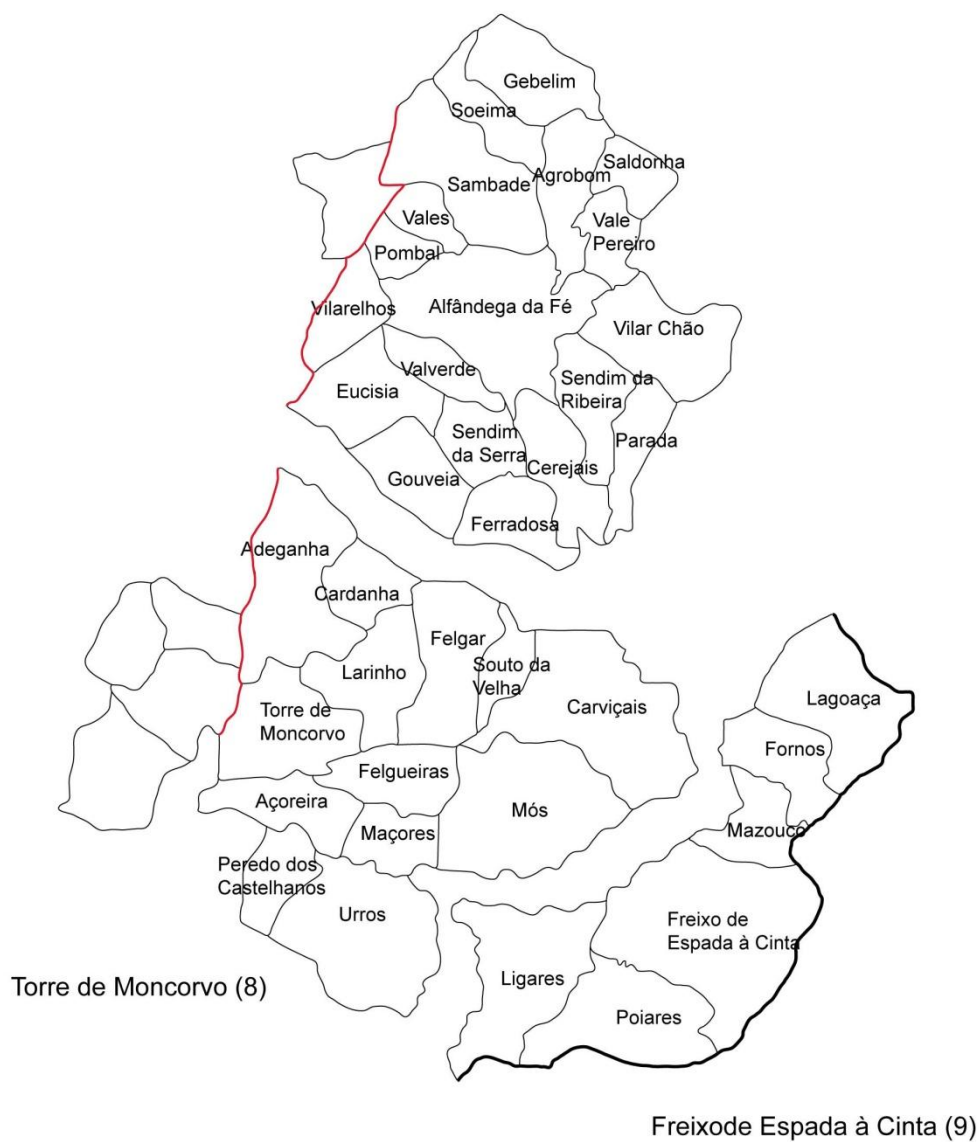 Gebelim
Soeima
Saldonha
Agrobom
Sambade
Vales
Vale
Pereiro
Pombal
Vilarelhos
Alfândega da Fé
Vilar Chão
Valverde
Sendim da
Ribeira
Eucisia
Sendim
da Serra
Parada
Cerejais
Gouveia
Ferradosa
Adeganha
Cardanha
Felgar
Larinho
Souto da
Velha
Torre de
Moncorvo
Carviçais
Lagoaça
Fornos
Felgueiras
Açoreira
Mós
Maçores
Mazouco
Peredo dos
Castelhanos
Urros
Freixo de
Espada à Cinta
Ligares
Poiares
Torre de Moncorvo (8)
Freixode Espada à Cinta (9)